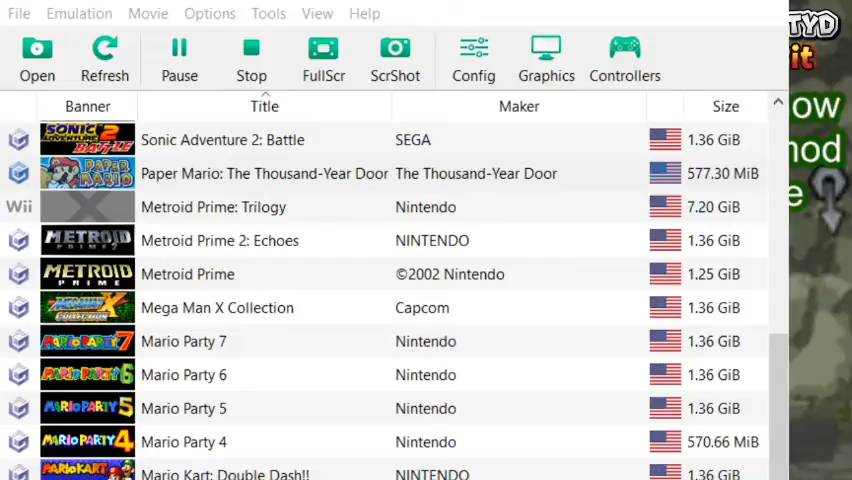 File Emulation Movie Options Tools View Help
TYD
it
Open Refresh Pause Stop FullScr ScrShot Config Graphics Controllers
Banner Title Maker Size
ow
SONIC ADVENTURE 2 BATTLE Sonic Adventure 2: Battle SEGA 1.36 GiB
nod
PAPER MARIO Paper Mario: The Thousand-Year Door The Thousand-Year Door 577.30 MiB
e
Wii Metroid Prime: Trilogy Nintendo 7.20 GiB
METROID PRIME 2 Metroid Prime 2: Echoes NINTENDO 1.36 GiB
METROID PRIME Metroid Prime ©2002 Nintendo 1.25 GiB
MEGAMAN X COLLECTION Mega Man X Collection Capcom 1.36 GiB
MARIO PARTY 7 Mario Party 7 Nintendo 1.36 GiB
MARIO PARTY 6 Mario Party 6 Nintendo 1.36 GiB
MARIO PARTY 5 Mario Party 5 Nintendo 1.36 GiB
MARIO PARTY 4 Mario Party 4 Nintendo 570.66 MiB
MARIO KART Mario Kart: Double Dash!! NINTENDO 1.36 GiB